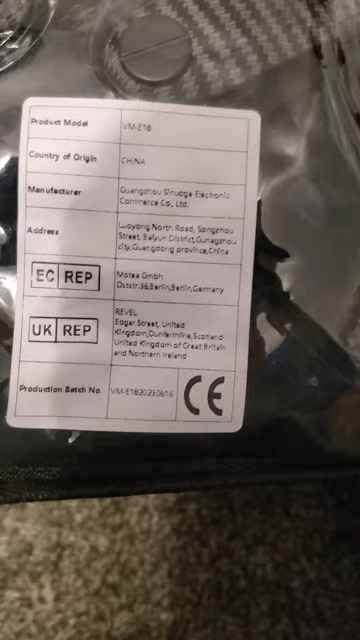 Product Model
VM-E18
Country of Origin
CHINA
Manufacturer
Guangzhou Sinuoge Electronic
Commerce Co., Ltd.
Address
Luoyang North Road, Songzhou
Street, Baiyun District,Gunagzhou
city,Guangdong province,China
EC REP
Motea Gmbh
Oststr.36,Berlin,Berlin,Germany
UK REP
REVEL
Edgar Street, United
Kingdom,Dunfermline,Scotland
United Kingdom of Great Britain
and Northern Ireland
Production Batch No.
VM-E1820230616
CE